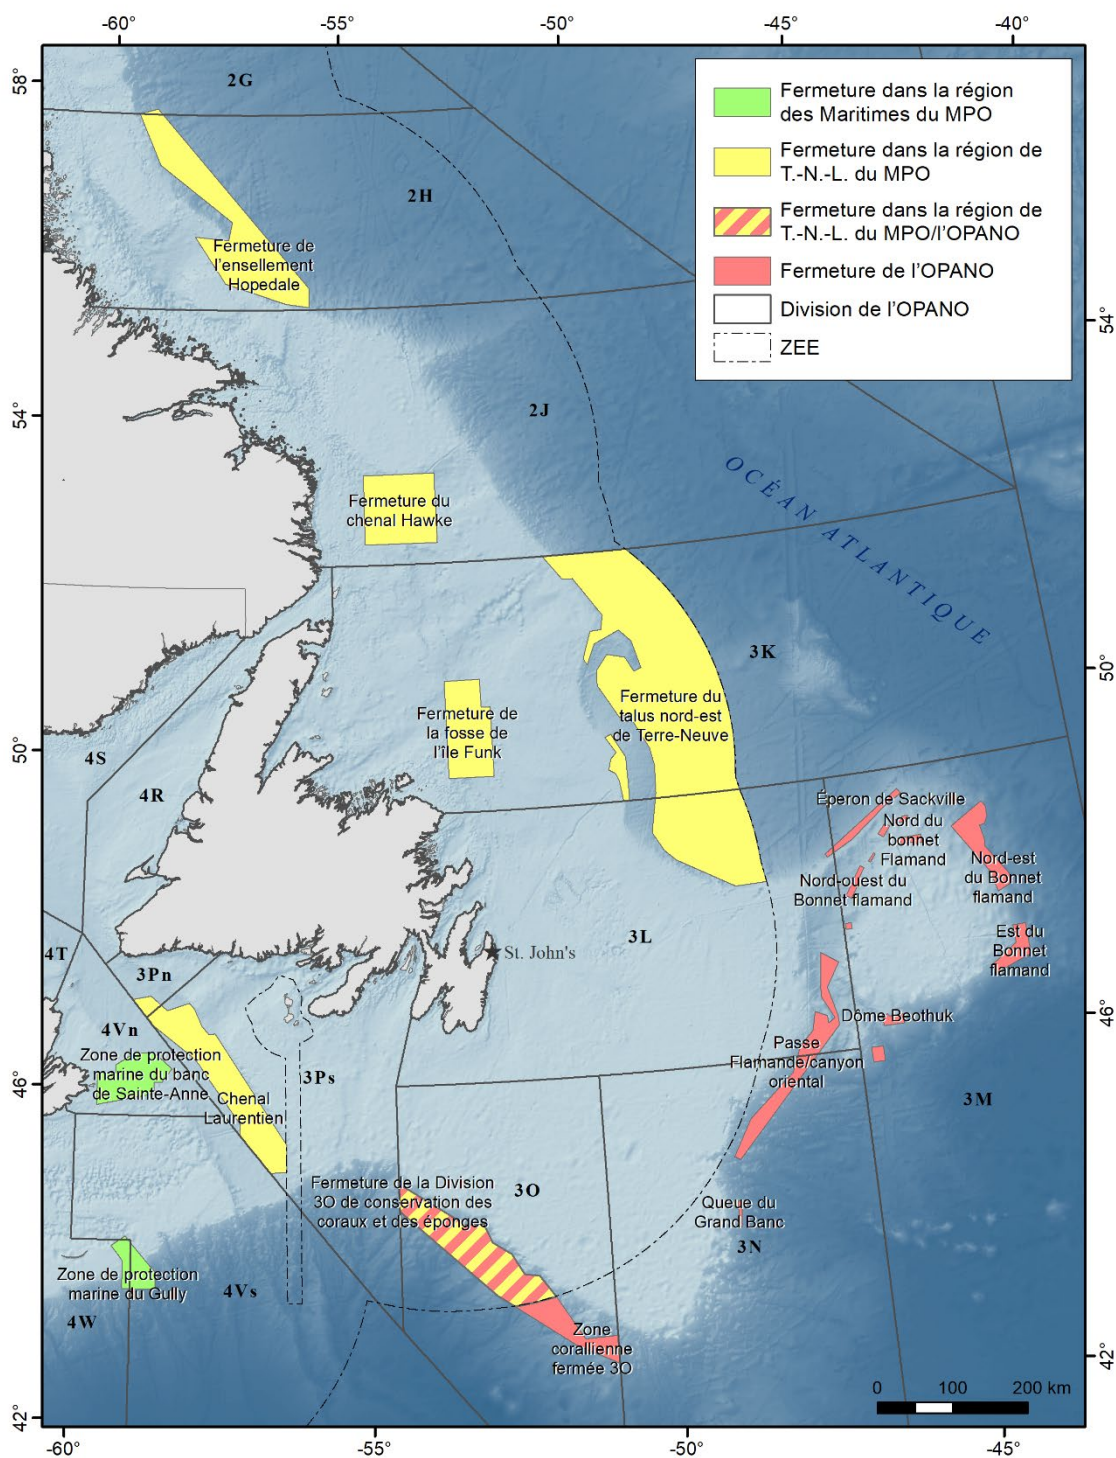 -60°
-55°
-50°
-45°
-40°
58°
54°
50°
46°
42°
54°
50°
46°
42°
-60°
-55°
-50°
-45°
Fermeture dans la région
des Maritimes du MPO
Fermeture dans la région de
T.-N.-L. du MPO
Fermeture dans la région de
T.-N.-L. du MPO/l'OPANO
Fermeture de l'OPANO
Division de l'OPANO
ZEE
2G
2H
Fermeture de
l'ensellement
Hopedale
2J
OCÉAN ATLANTIQUE
Fermeture du
chenal Hawke
3K
Fermeture du
talus nord-est
de Terre-Neuve
Fermeture de
la fosse de
l'île Funk
4S
4R
Éperon de Sackville
Nord du
bonnet
Flamand
Nord-est
du Bonnet
flamand
Nord-ouest du
Bonnet flamand
3L
St. John's
Est du
Bonnet
flamand
4T
3Pn
4Vn
Dôme Beothuk
Passe
Flamande/canyon
oriental
Zone de protection
marine du banc
de Sainte-Anne
3Ps
Chenal
Laurentien
3M
Fermeture de la Division
3O de conservation des
coraux et des éponges
3O
Queue du
Grand Banc
3N
Zone de protection
marine du Gully
4Vs
4W
Zone
corallienne
fermée 3O
0 100 200 km